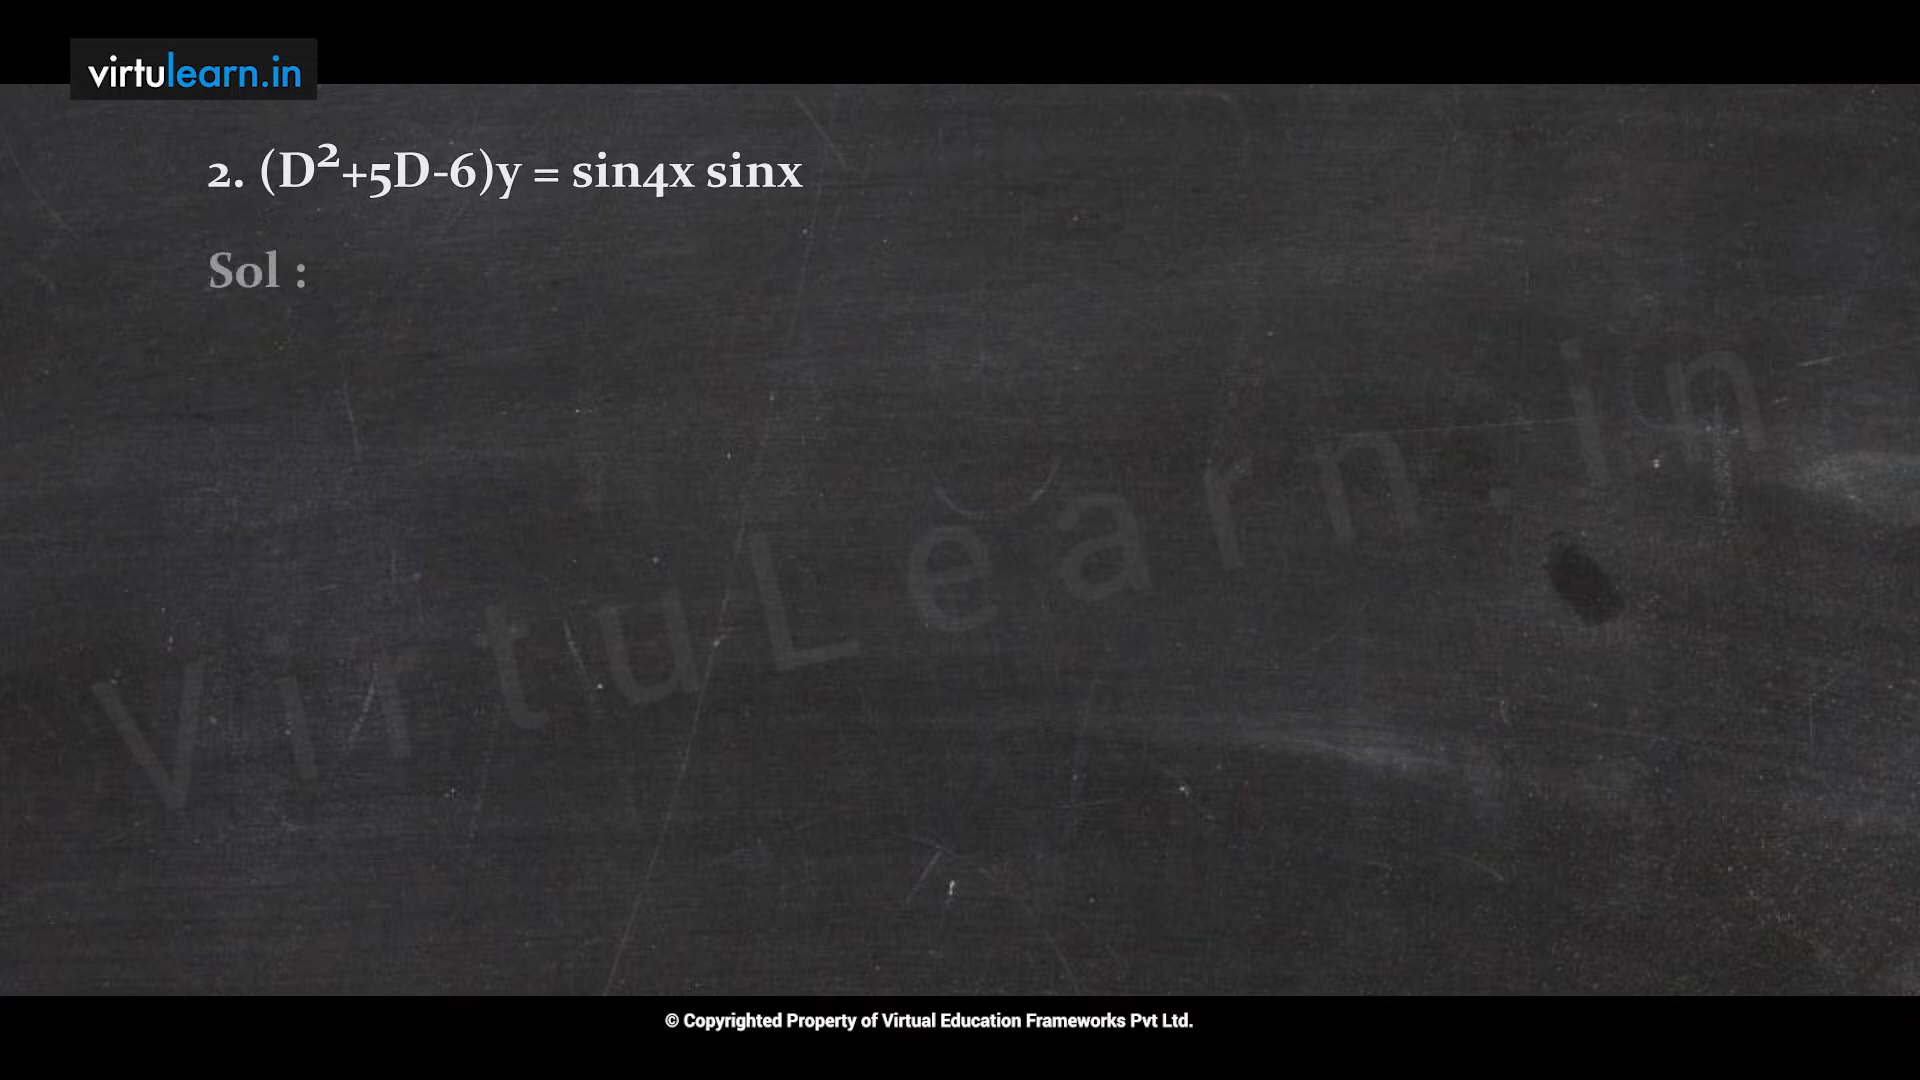 virtulearn.in
2. (D²+5D-6)y = sin4x sinx
Sol :
VirtuLearn.in
© Copyrighted Property of Virtual Education Frameworks Pvt Ltd.